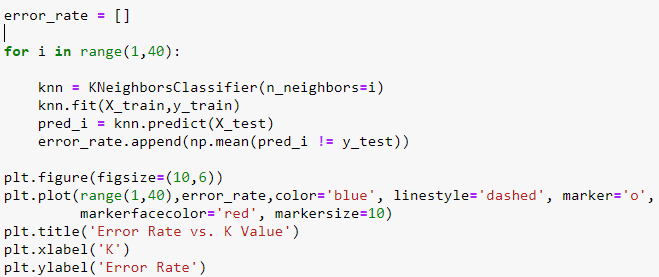 error_rate = []
for i in range(1,40):
    knn = KNeighborsClassifier(n_neighbors=i)
    knn.fit(X_train,y_train)
    pred_i = knn.predict(X_test)
    error_rate.append(np.mean(pred_i != y_test))
plt.figure(figsize=(10,6))
plt.plot(range(1,40),error_rate,color='blue', linestyle='dashed', marker='o',
         markerfacecolor='red', markersize=10)
plt.title('Error Rate vs. K Value')
plt.xlabel('K')
plt.ylabel('Error Rate')